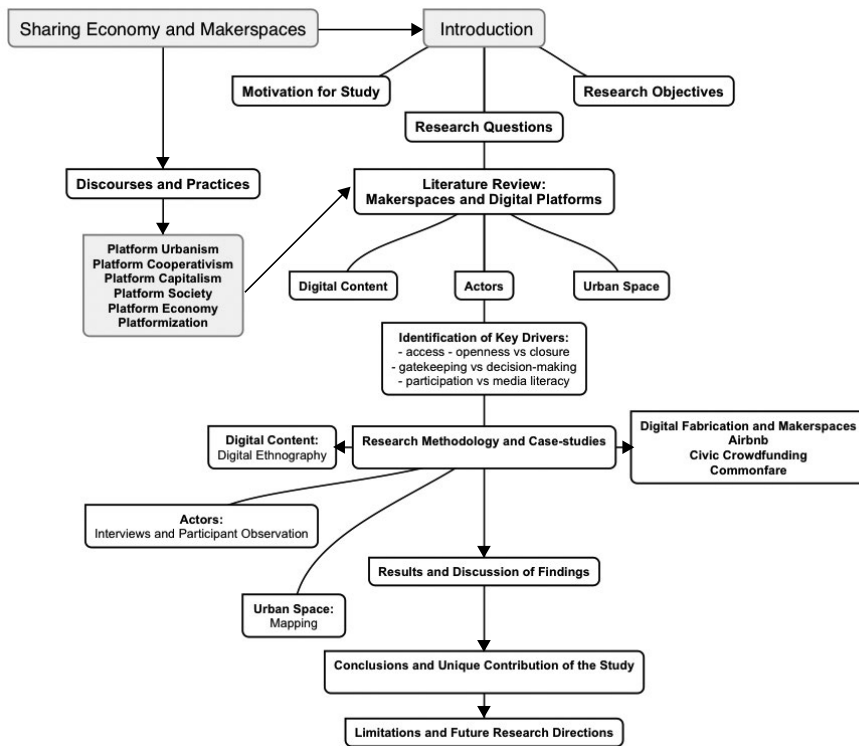 Sharing Economy and Makerspaces
Introduction
Motivation for Study
Research Objectives
Research Questions
Discourses and Practices
Literature Review:
Makerspaces and Digital Platforms
Platform Urbanism
Platform Cooperativism
Platform Capitalism
Platform Society
Platform Economy
Platformization
Digital Content
Actors
Urban Space
Identification of Key Drivers:
- access - openness vs closure
- gatekeeping vs decision-making
- participation vs media literacy
Digital Content:
Digital Ethnography
Research Methodology and Case-studies
Digital Fabrication and Makerspaces
Airbnb
Civic Crowdfunding
Commonfare
Actors:
Interviews and Participant Observation
Results and Discussion of Findings
Urban Space:
Mapping
Conclusions and Unique Contribution of the Study
Limitations and Future Research Directions